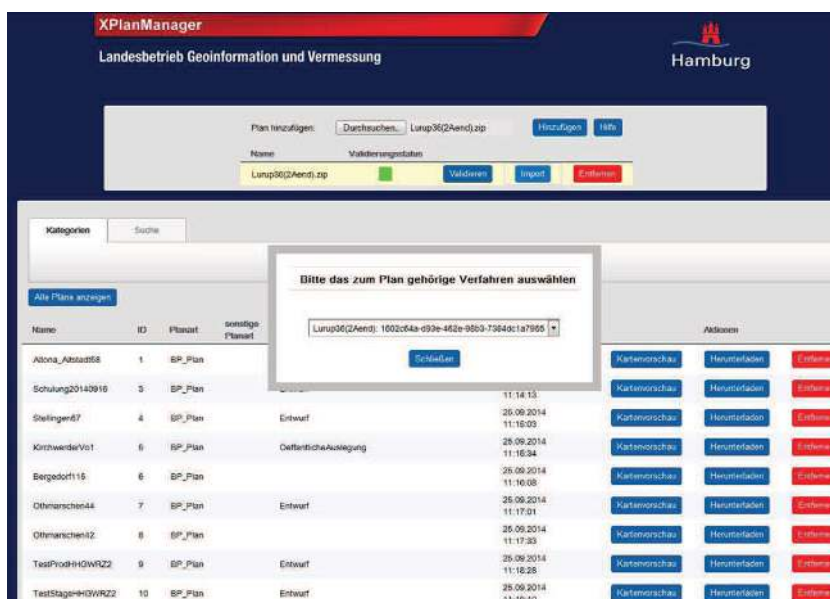 XPlanManager
Landesbetrieb Geoinformation und Vermessung
Hamburg
Plan hinzufügen: Durchsuchen.. Lurup36(2Aend).zip Hinzufügen Hilfe
Name Validierungsstatus
Lurup36(2Aend).zip Validieren Import Entfernen
Kategorien Suche
Bitte das zum Plan gehörige Verfahren auswählen
Lurup36(2Aend): 1602c64a-d93e-462e-98b3-7384dc1a7965
Schließen
Alle Pläne anzeigen
Name ID Planart sonstige Planart Aktionen
Altona_Altstadt58 1 BP_Plan Kartenvorschau Herunterladen
Schulung20140916 3 BP_Plan 11:14:13 Kartenvorschau Herunterladen
Stellingen67 4 BP_Plan Entwurf 25.09.2014 11:16:03 Kartenvorschau Herunterladen
KirchwerderVo1 5 BP_Plan OeffentlicheAuslegung 25.09.2014 11:16:34 Kartenvorschau Herunterladen
Bergedorf116 6 BP_Plan 25.09.2014 11:16:08 Kartenvorschau Herunterladen
Othmarschen44 7 BP_Plan Entwurf 25.09.2014 11:17:01 Kartenvorschau Herunterladen
Othmarschen42 8 BP_Plan 25.09.2014 11:17:33 Kartenvorschau Herunterladen
TestProdHHGWRZ2 9 BP_Plan Entwurf 25.09.2014 11:18:28 Kartenvorschau Herunterladen
TestStageHHGWRZ2 10 BP_Plan Entwurf 25.09.2014 Kartenvorschau Herunterladen